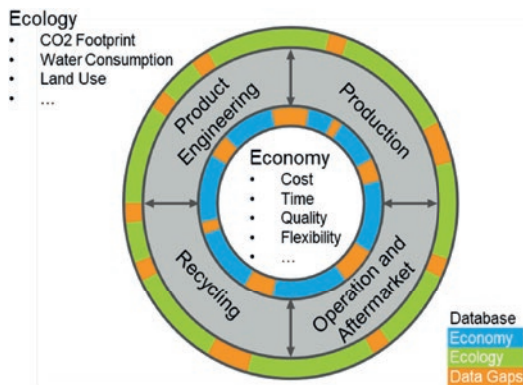 Ecology
• CO2 Footprint
• Water Consumption
• Land Use
• ...
Product
Engineering
Production
Economy
• Cost
• Time
• Quality
• Flexibility
• ...
Recycling
Operation and
Aftermarket
Database
Economy
Ecology
Data Gaps